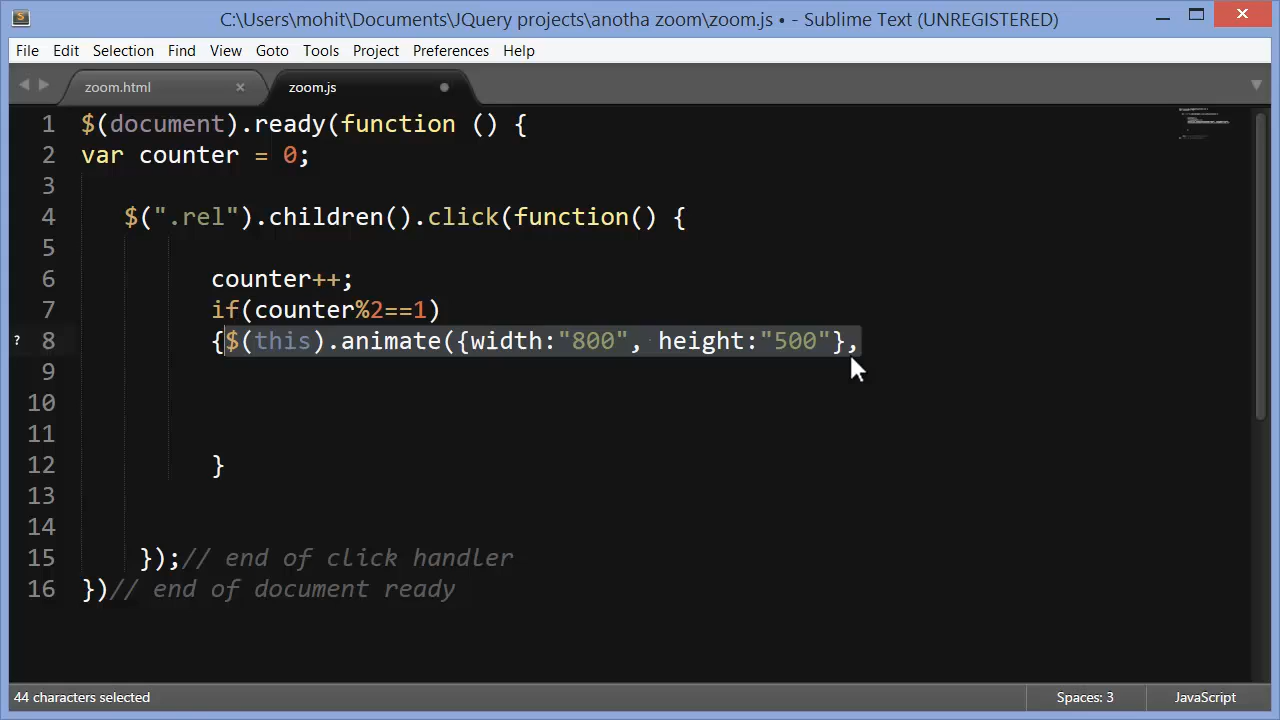 C:\Users\mohit\Documents\JQuery projects\anotha zoom\zoom.js • - Sublime Text (UNREGISTERED)
File Edit Selection Find View Goto Tools Project Preferences Help
zoom.html zoom.js
1 $(document).ready(function () {
2 var counter = 0;
3
4 $(".rel").children().click(function() {
5
6 counter++;
7 if(counter%2==1)
? 8 {$(this).animate({width:"800", height:"500"},
9
10
11
12 }
13
14
15 });// end of click handler
16 })// end of document ready
44 characters selected Spaces: 3 JavaScript